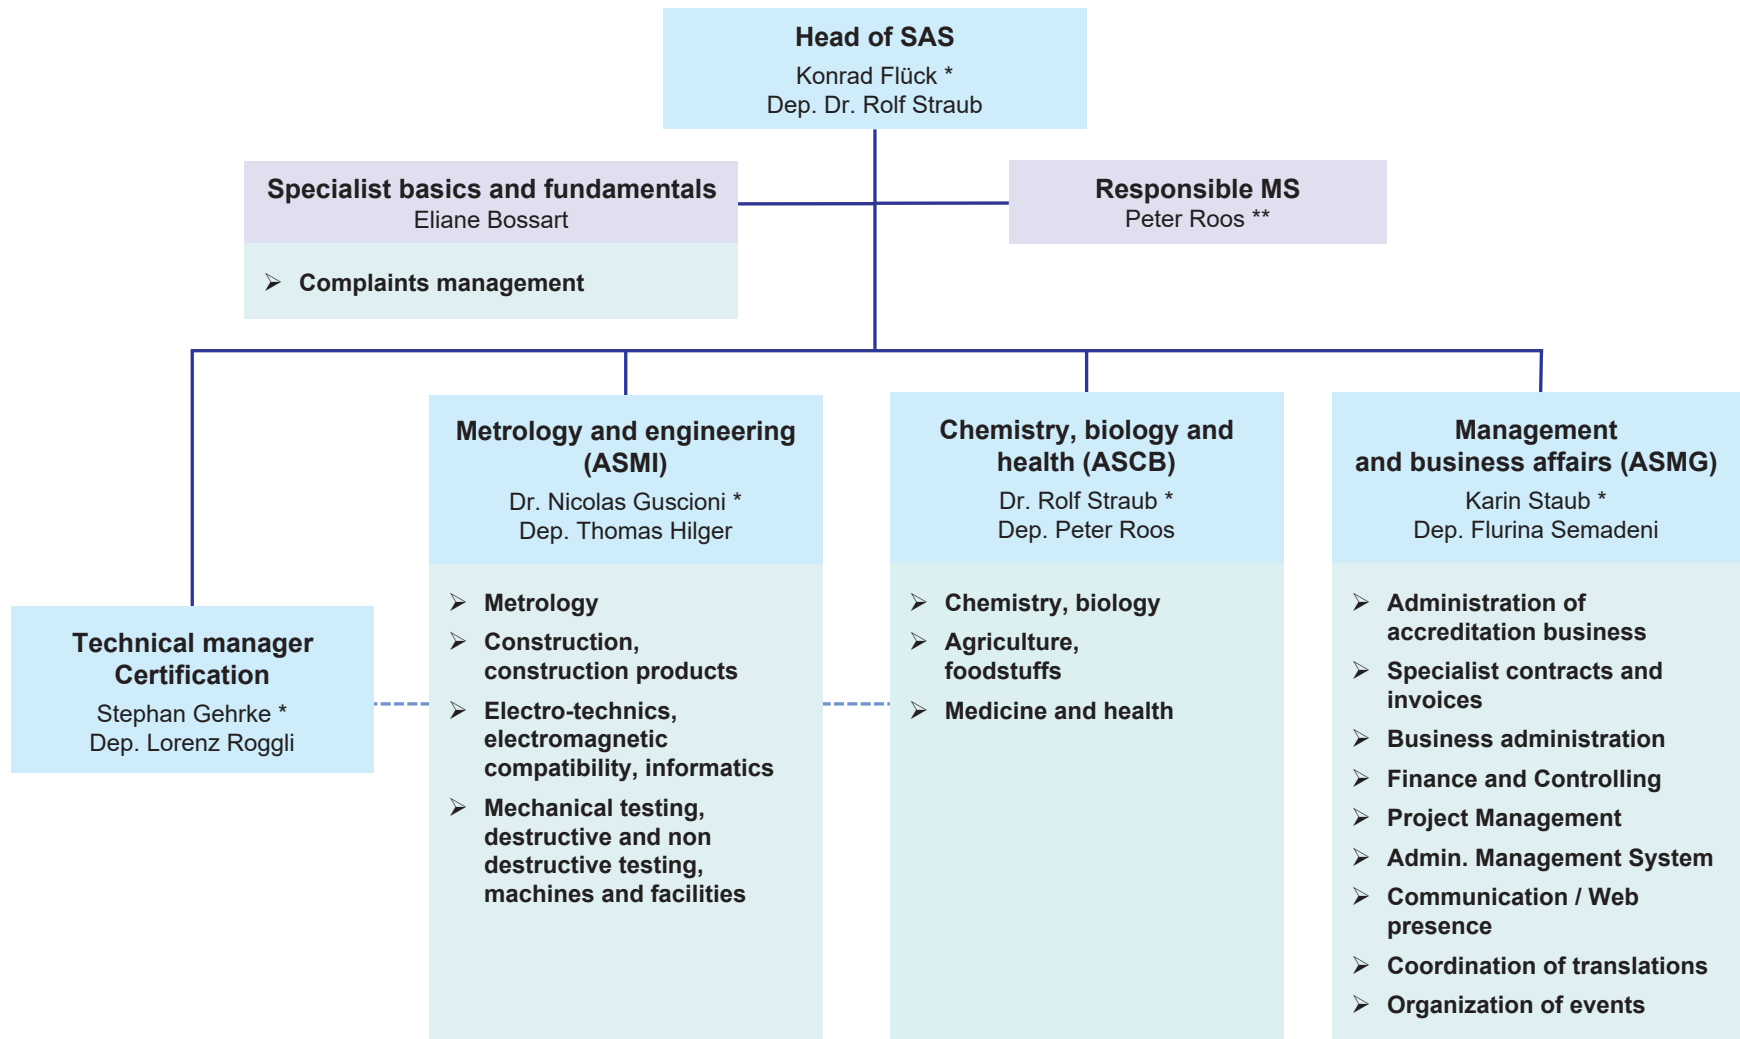 Head of SAS
Konrad Flück *
Dep. Dr. Rolf Straub
Specialist basics and fundamentals
Eliane Bossart
➢ Complaints management
Responsible MS
Peter Roos **
Technical manager
Certification
Stephan Gehrke *
Dep. Lorenz Roggli
Metrology and engineering
(ASMI)
Dr. Nicolas Guscioni *
Dep. Thomas Hilger
➢ Metrology
➢ Construction,
construction products
➢ Electro-technics,
electromagnetic
compatibility, informatics
➢ Mechanical testing,
destructive and non
destructive testing,
machines and facilities
Chemistry, biology and
health (ASCB)
Dr. Rolf Straub *
Dep. Peter Roos
➢ Chemistry, biology
➢ Agriculture,
foodstuffs
➢ Medicine and health
Management
and business affairs (ASMG)
Karin Staub *
Dep. Flurina Semadeni
➢ Administration of
accreditation business
➢ Specialist contracts and
invoices
➢ Business administration
➢ Finance and Controlling
➢ Project Management
➢ Admin. Management System
➢ Communication / Web
presence
➢ Coordination of translations
➢ Organization of events